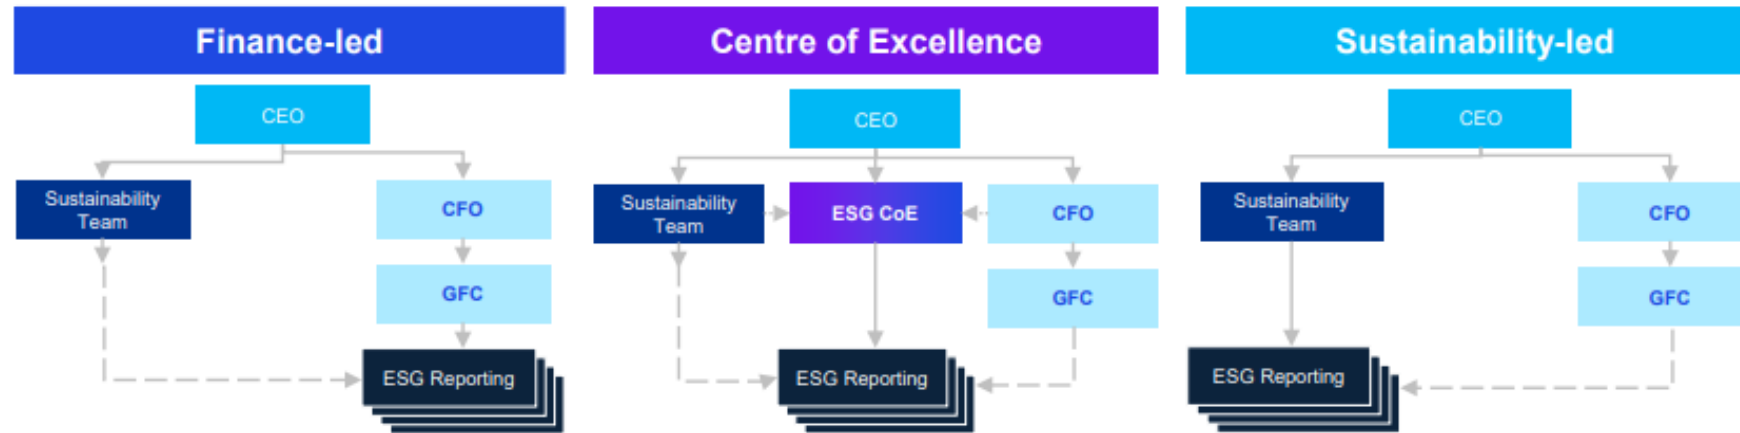 Finance-led
CEO
Sustainability
Team
CFO
GFC
ESG Reporting
Centre of Excellence
CEO
Sustainability
Team
ESG CoE
CFO
GFC
ESG Reporting
Sustainability-led
CEO
Sustainability
Team
CFO
GFC
ESG Reporting